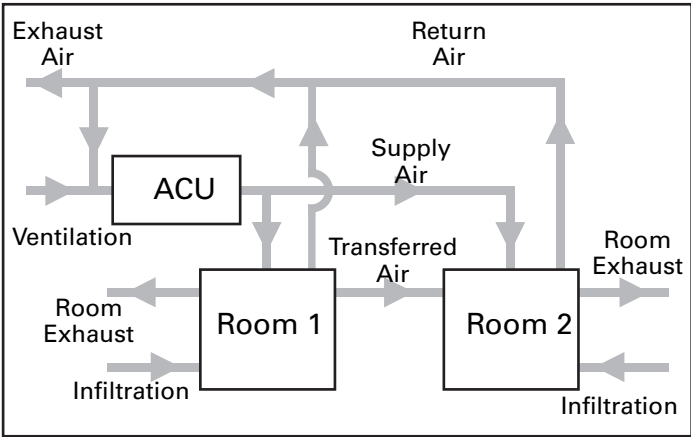 Exhaust
Air
Return
Air
ACU
Supply
Air
Ventilation
Transferred
Air
Room
Exhaust
Room
Exhaust
Room 1
Room 2
Infiltration
Infiltration